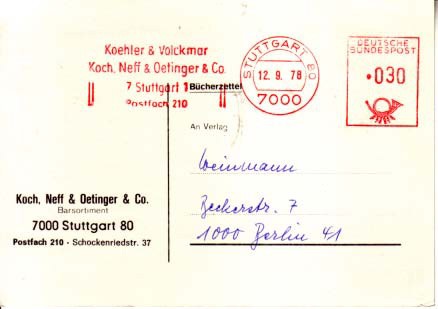 Koehler & Volckmar
Koch, Neff & Oetinger & Co.
7 Stuttgart 1
Postfach 210
STUTTGART 80
12. 9. 78
7000
DEUTSCHE
BUNDESPOST
030
Bücherzettel
An Verlag
Weinmann
Beckerstr. 7
1000 Berlin 41
Koch, Neff & Oetinger & Co.
Barsortiment
7000 Stuttgart 80
Postfach 210 · Schockenriedstr. 37